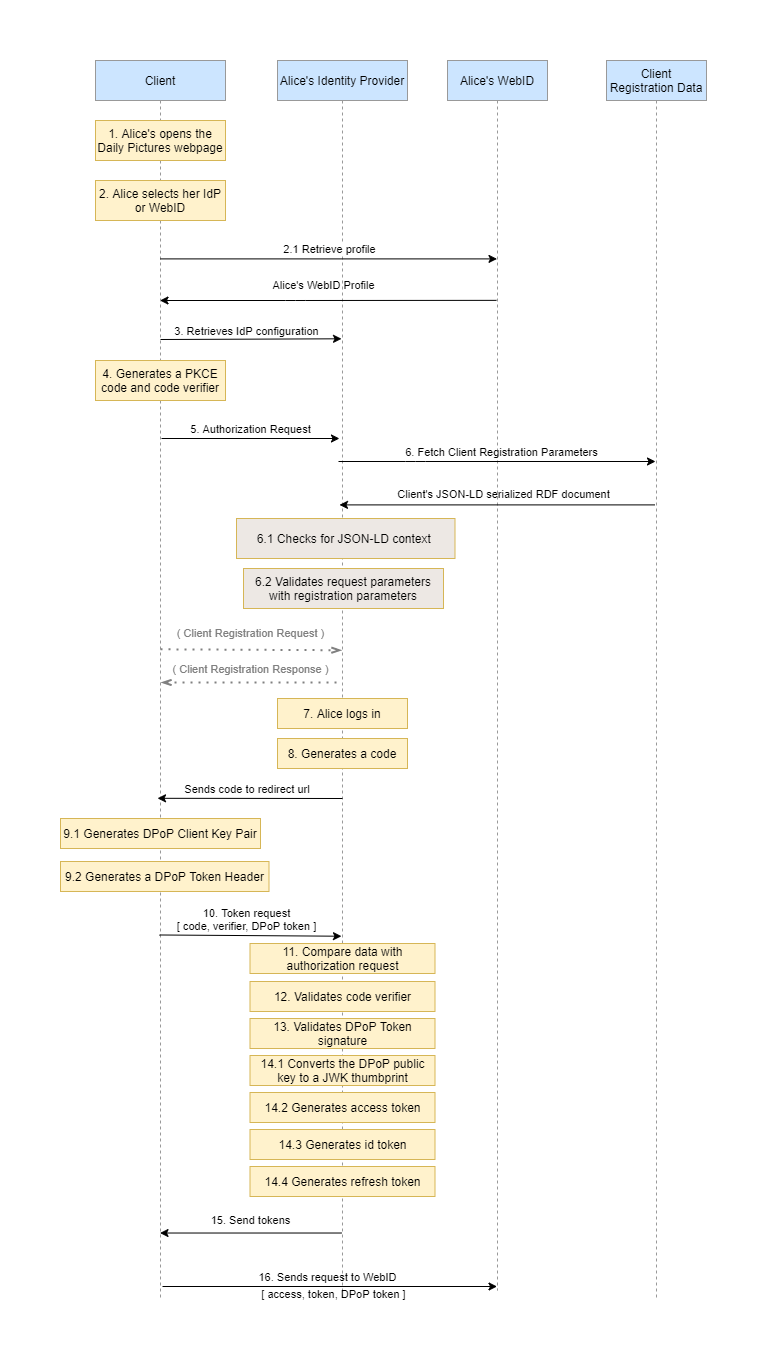 Client
Alice's Identity Provider
Alice's WebID
Client
Registration Data
1. Alice's opens the
Daily Pictures webpage
2. Alice selects her IdP
or WebID
2.1 Retrieve profile
Alice's WebID Profile
3. Retrieves IdP configuration
4. Generates a PKCE
code and code verifier
5. Authorization Request
6. Fetch Client Registration Parameters
Client's JSON-LD serialized RDF document
6.1 Checks for JSON-LD context
6.2 Validates request parameters
with registration parameters
( Client Registration Request )
( Client Registration Response )
7. Alice logs in
8. Generates a code
Sends code to redirect url
9.1 Generates DPoP Client Key Pair
9.2 Generates a DPoP Token Header
10. Token request
[ code, verifier, DPoP token ]
11. Compare data with
authorization request
12. Validates code verifier
13. Validates DPoP Token
signature
14.1 Converts the DPoP public
key to a JWK thumbprint
14.2 Generates access token
14.3 Generates id token
14.4 Generates refresh token
15. Send tokens
16. Sends request to WebID
[ access, token, DPoP token ]